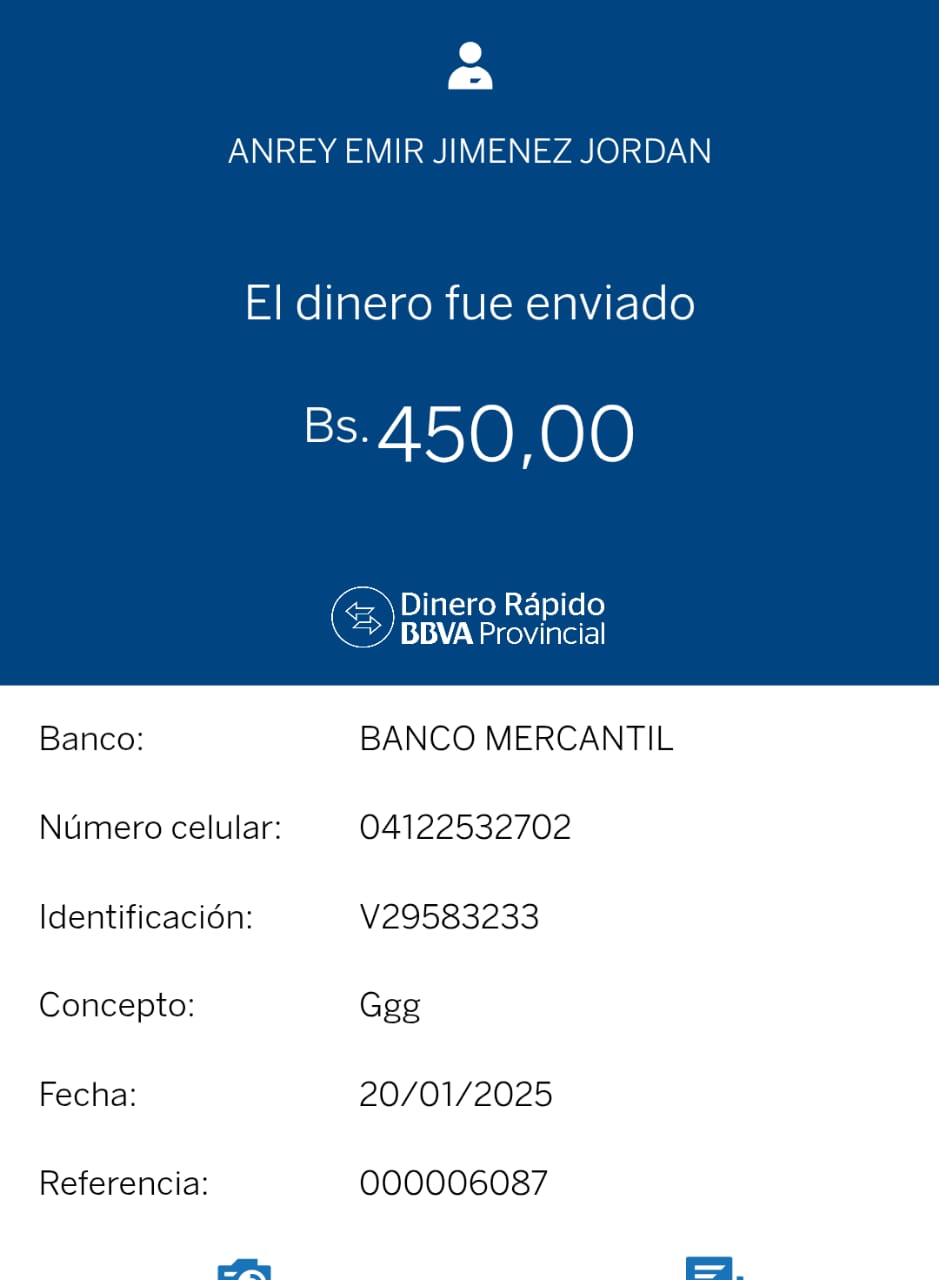 ANREY EMIR JIMENEZ JORDAN
El dinero fue enviado
Bs. 450,00
Dinero Rápido
BBVA Provincial
Banco: BANCO MERCANTIL
Número celular: 04122532702
Identificación: V29583233
Concepto: Ggg
Fecha: 20/01/2025
Referencia: 000006087